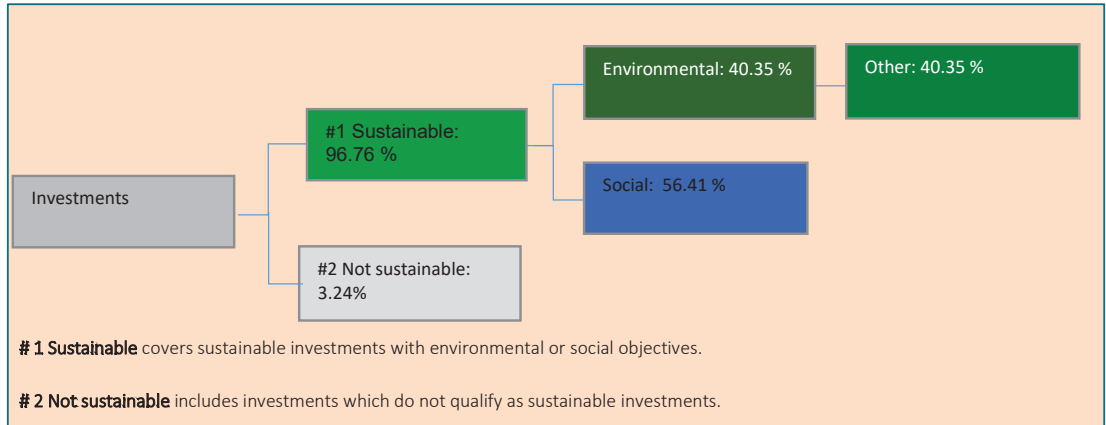 Investments
#1 Sustainable:
96.76 %
#2 Not sustainable:
3.24%
Environmental: 40.35 %
Social:  56.41 %
Other: 40.35 %
# 1 Sustainable covers sustainable investments with environmental or social objectives.
# 2 Not sustainable includes investments which do not qualify as sustainable investments.